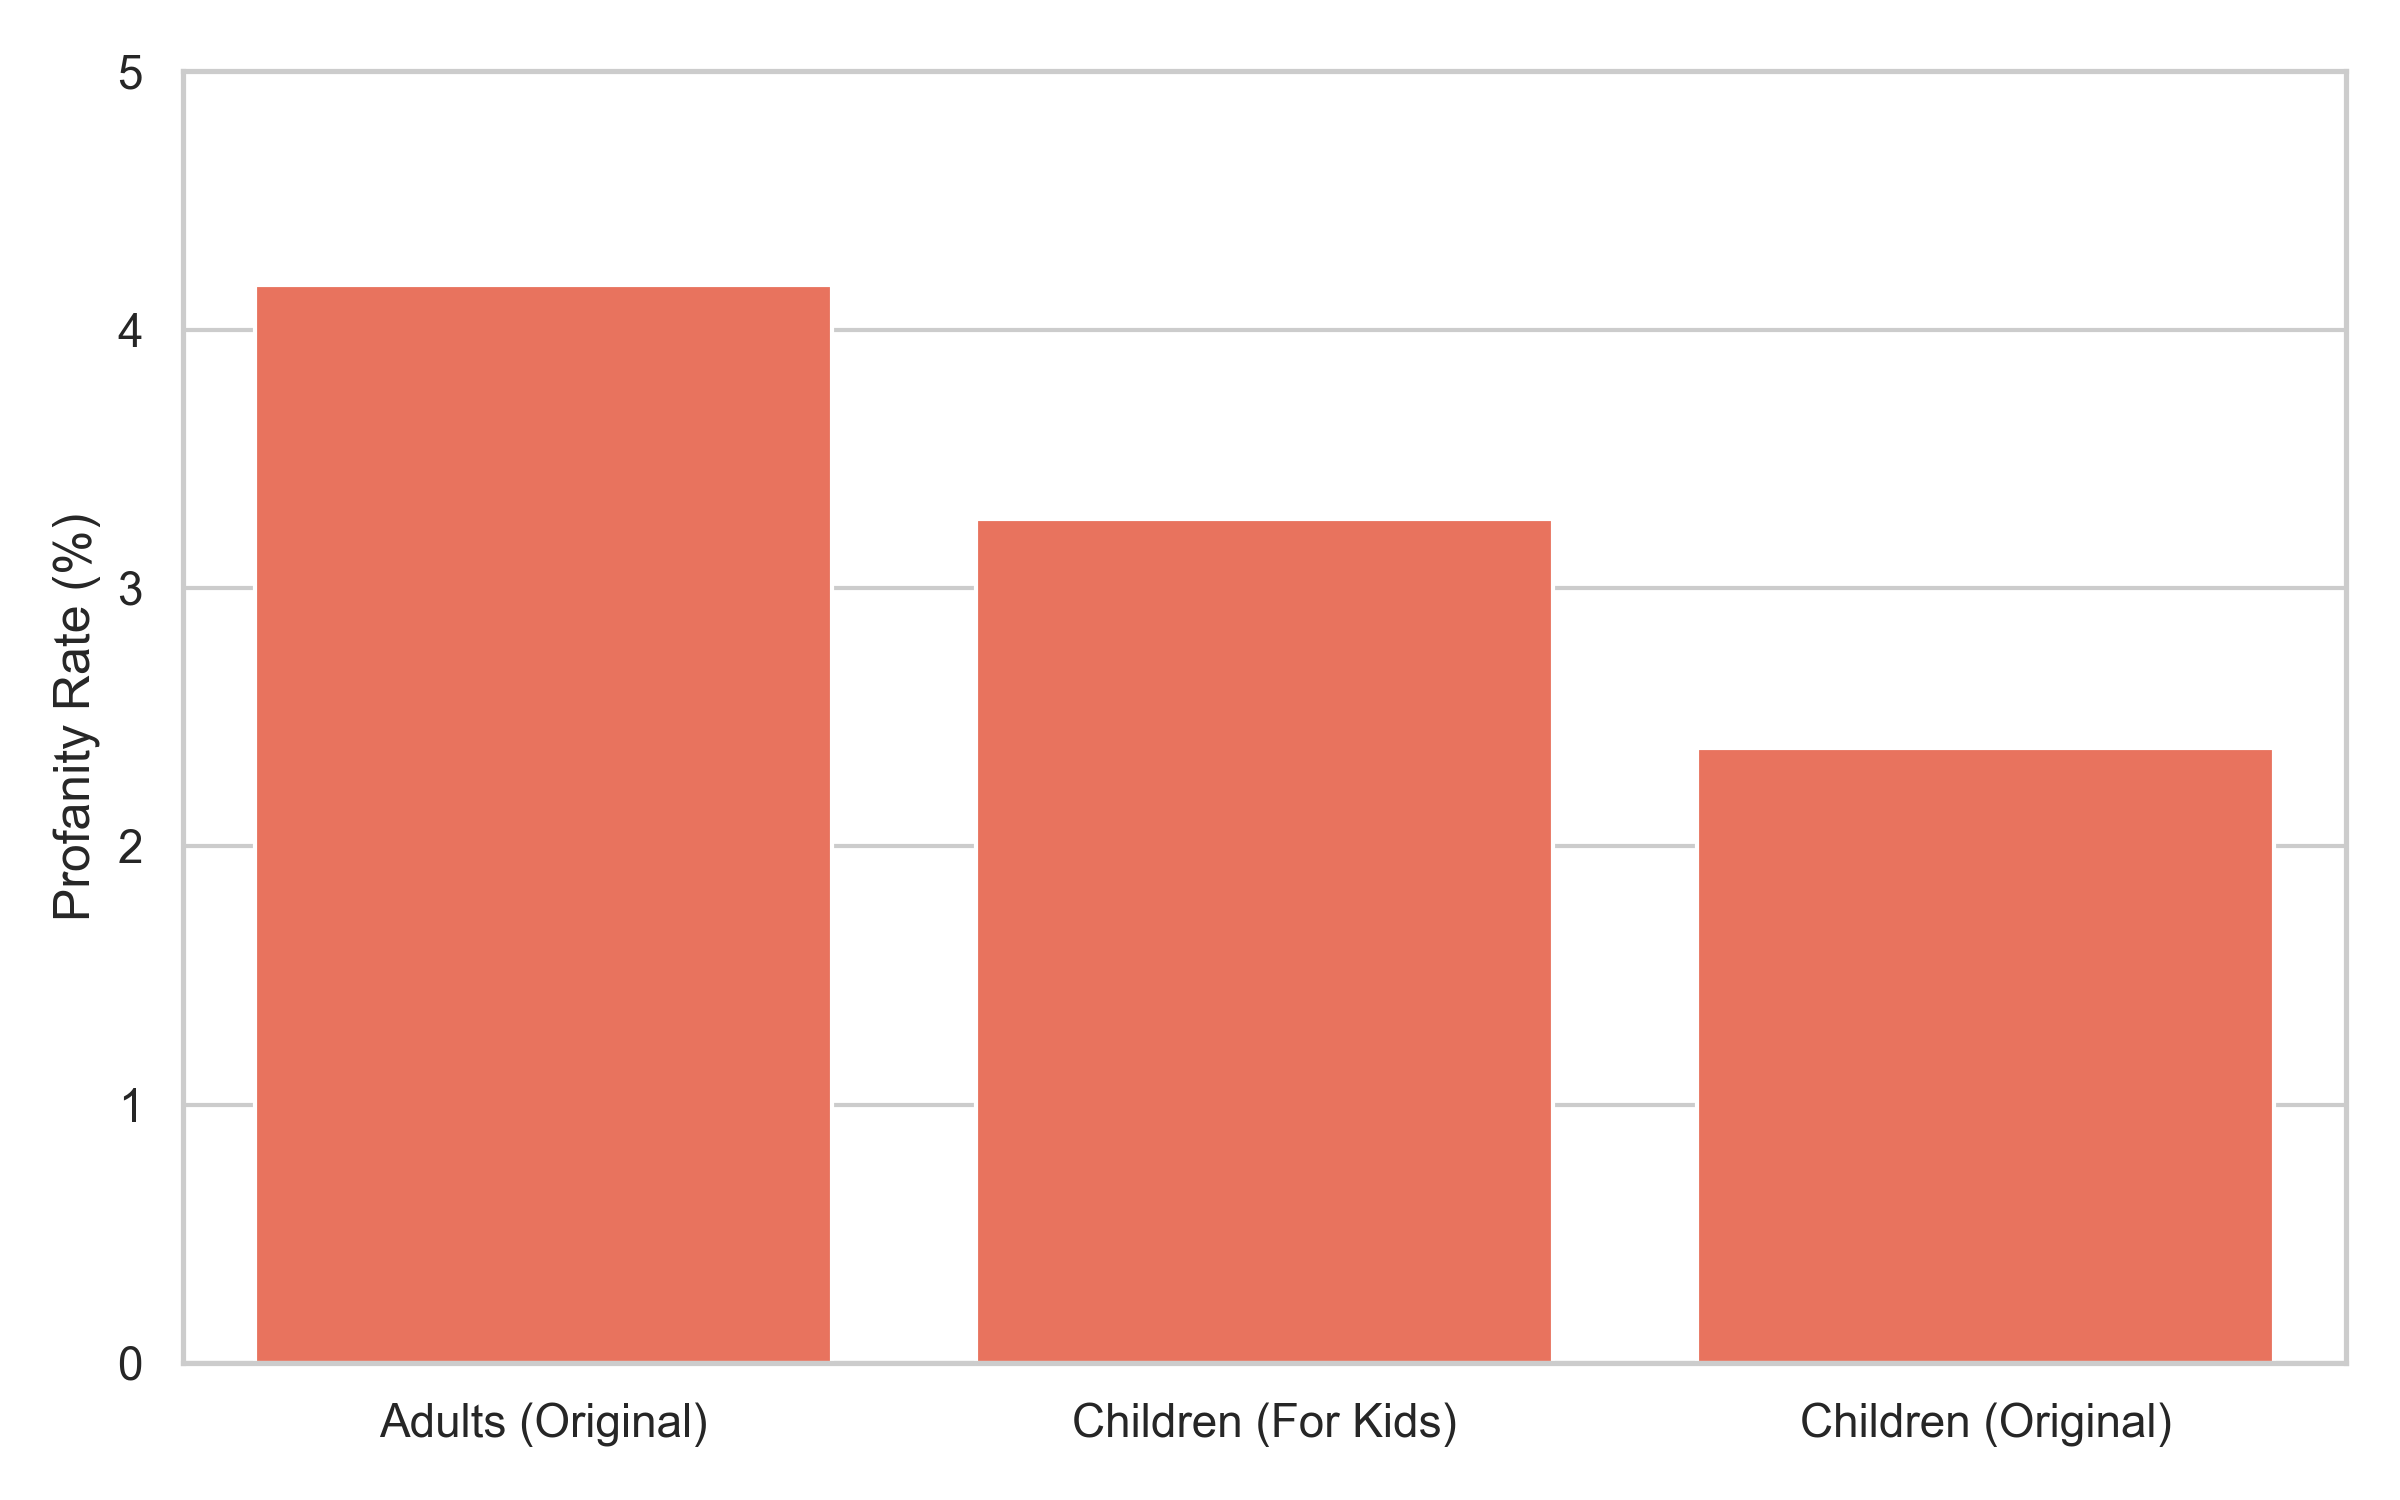 5
4
3
2
1
0
Profanity Rate (%)
Adults (Original)
Children (For Kids)
Children (Original)